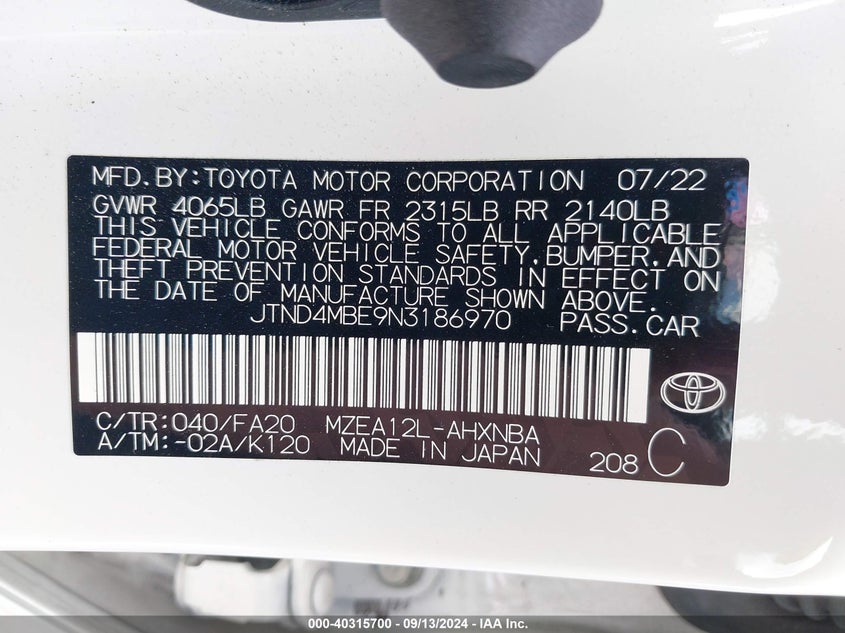 MFD.BY:TOYOTA MOTOR CORPORATION 07/22
GVWR 4065LB GAWR FR 2315LB RR 2140LB
THIS VEHICLE CONFORMS TO ALL APPLICABLE
FEDERAL MOTOR VEHICLE SAFETY,BUMPER,AND
THEFT PREVENTION STANDARDS IN EFFECT ON
THE DATE OF MANUFACTURE SHOWN ABOVE.
JTND4MBE9N3186970 PASS.CAR
C/TR:040/FA20 MZEA12L-AHXNBA
A/TM:-02A/K120 MADE IN JAPAN
208 C
000-40315700 - 09/13/2024 - IAA Inc.